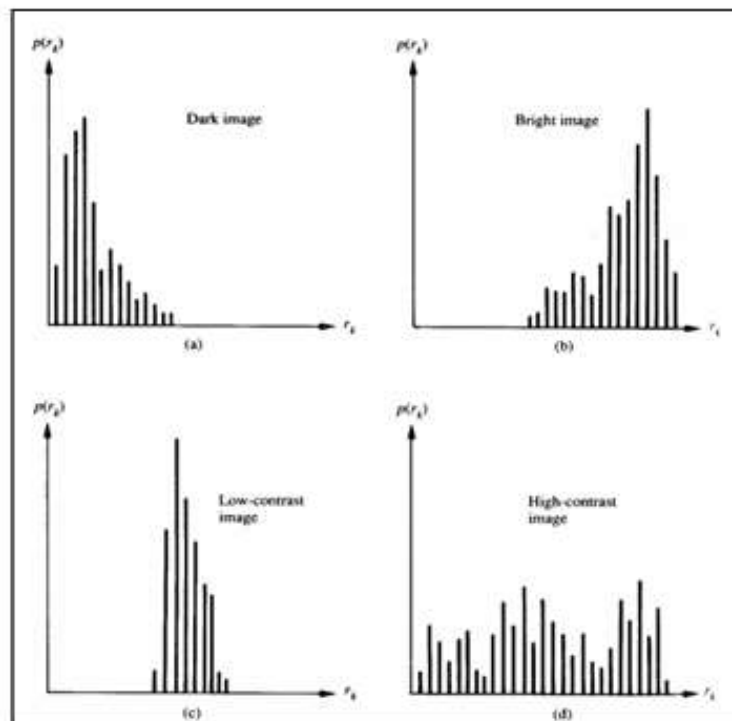 p(r_k)
Dark image
r_k
(a)
p(r_k)
Bright image
r_k
(b)
p(r_k)
Low-contrast
image
r_k
(c)
p(r_k)
High-contrast
image
r_k
(d)